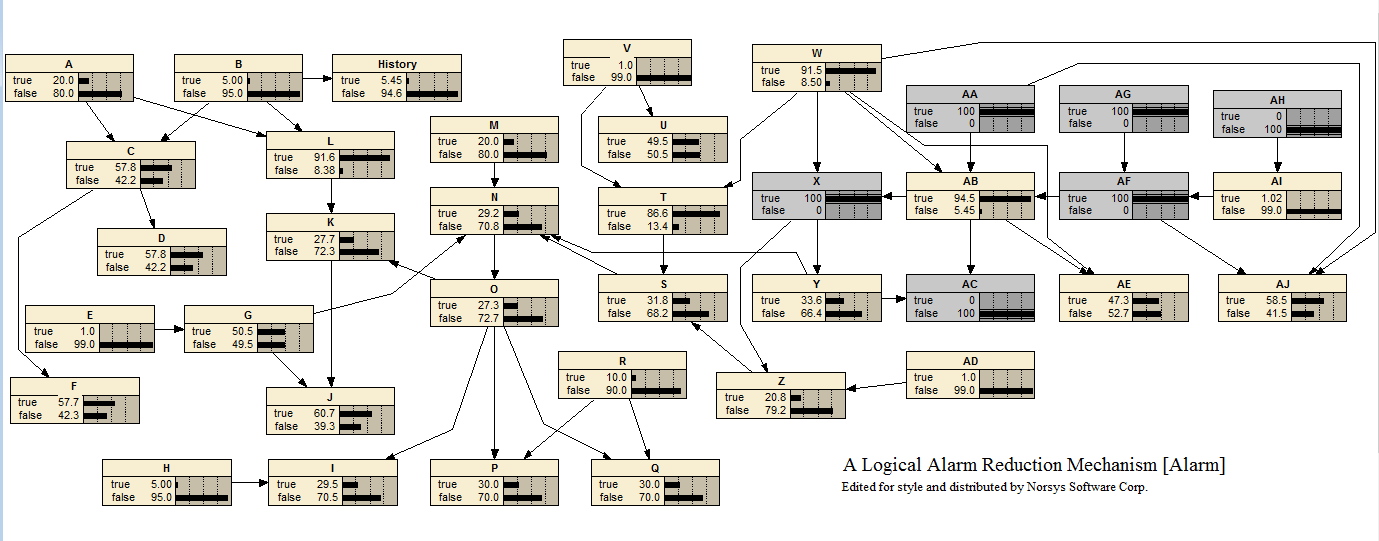 A
true 20.0
false 80.0
B
true 5.00
false 95.0
History
true 5.45
false 94.6
V
true 1.0
false 99.0
W
true 91.5
false 8.50
AA
true 100
false 0
AG
true 100
false 0
AH
true 0
false 100
C
true 57.8
false 42.2
L
true 91.6
false 8.38
M
true 20.0
false 80.0
U
true 49.5
false 50.5
N
true 29.2
false 70.8
T
true 86.6
false 13.4
X
true 100
false 0
AB
true 94.5
false 5.45
AF
true 100
false 0
AI
true 1.02
false 99.0
D
true 57.8
false 42.2
K
true 27.7
false 72.3
O
true 27.3
false 72.7
S
true 31.8
false 68.2
Y
true 33.6
false 66.4
AC
true 0
false 100
AE
true 47.3
false 52.7
AJ
true 58.5
false 41.5
E
true 1.0
false 99.0
G
true 50.5
false 49.5
R
true 10.0
false 90.0
Z
true 20.8
false 79.2
AD
true 1.0
false 99.0
F
true 57.7
false 42.3
J
true 60.7
false 39.3
H
true 5.00
false 95.0
I
true 29.5
false 70.5
P
true 30.0
false 70.0
Q
true 30.0
false 70.0
A Logical Alarm Reduction Mechanism [Alarm]
Edited for style and distributed by Norsys Software Corp.